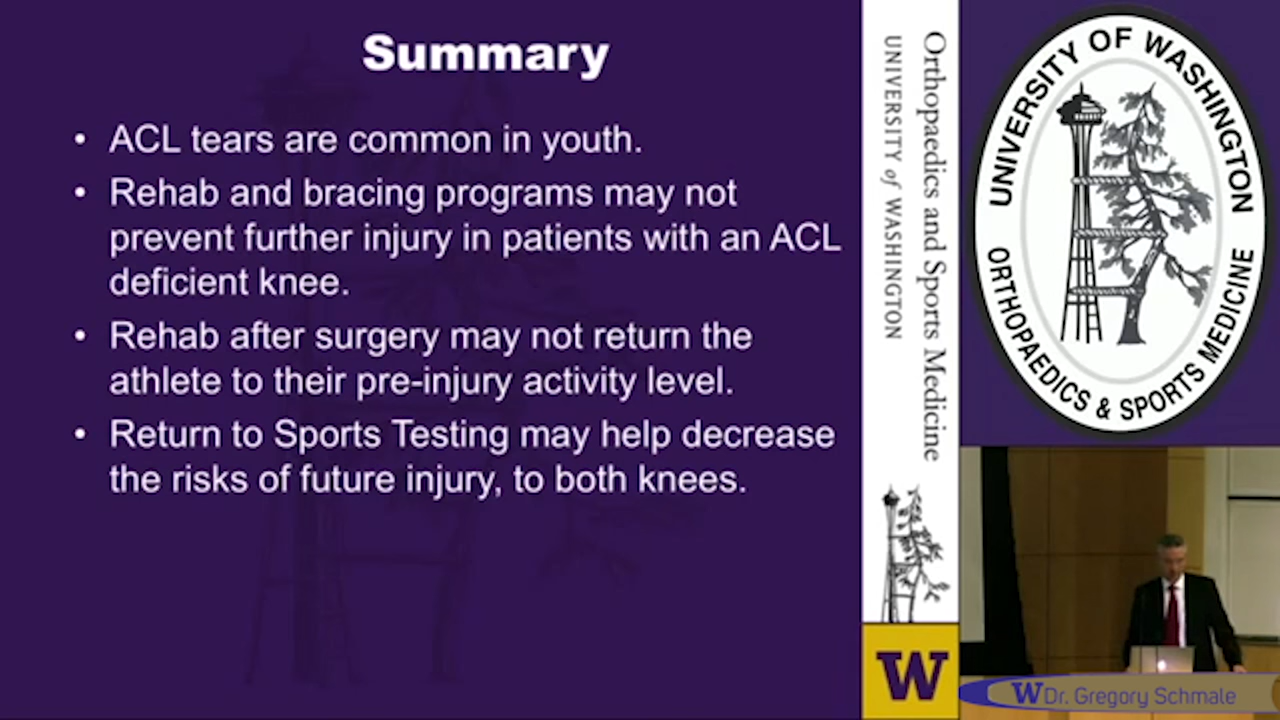 Summary
• ACL tears are common in youth.
• Rehab and bracing programs may not
prevent further injury in patients with an ACL
deficient knee.
• Rehab after surgery may not return the
athlete to their pre-injury activity level.
• Return to Sports Testing may help decrease
the risks of future injury, to both knees.
Orthopaedics and Sports Medicine
UNIVERSITY of WASHINGTON
W
UNIVERSITY OF WASHINGTON
ORTHOPAEDICS & SPORTS MEDICINE
W Dr. Gregory Schmale